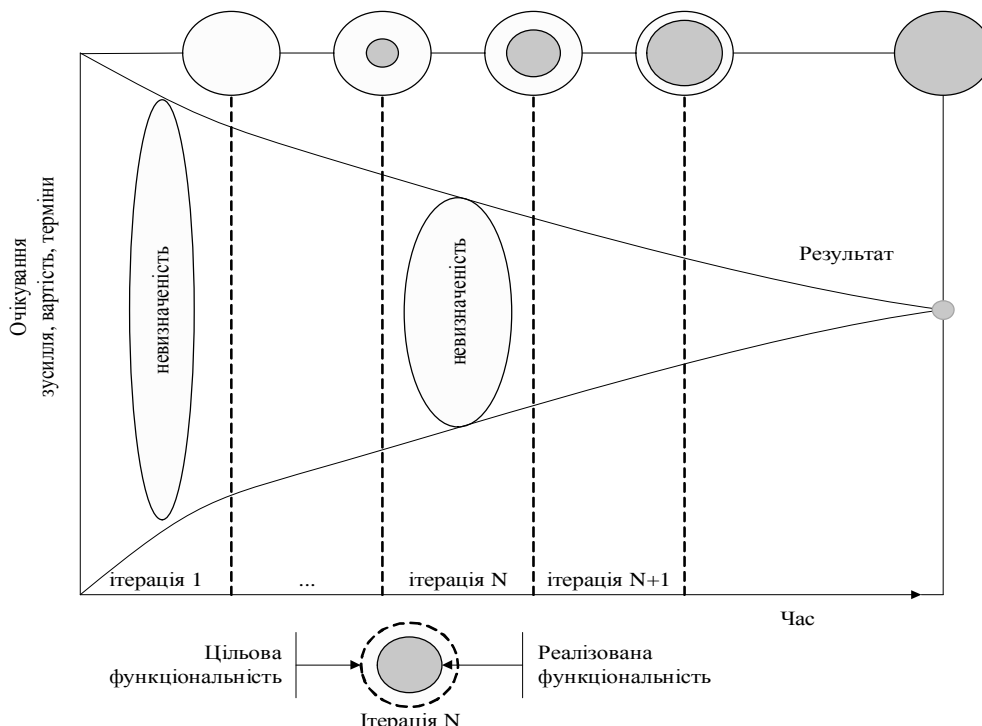 Очікування
зусилля, вартість, терміни
невизначеність
невизначеність
Результат
ітерація 1
...
ітерація N
ітерація N+1
Час
Цільова
функціональність
Реалізована
функціональність
Ітерація N